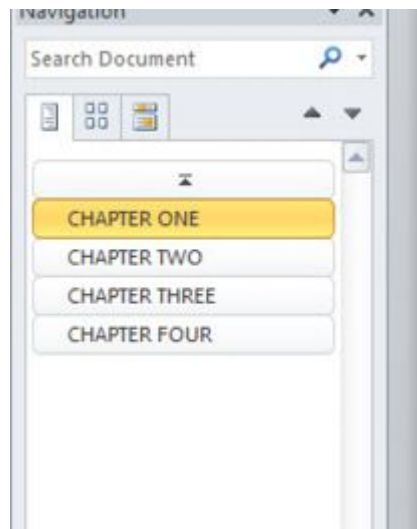 Navigation
Search Document
CHAPTER ONE
CHAPTER TWO
CHAPTER THREE
CHAPTER FOUR